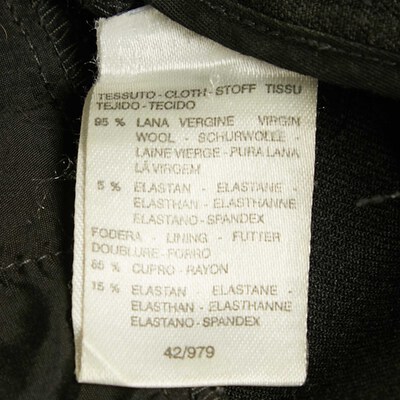 TESSUTO-CLOTH-STOFF TISSU
TEJIDO-TECIDO
95 % LANA VERGINE VIRGIN
WOOL - SCHURWOLLE -
LAINE VIERGE - PURA LANA
LÃ VIRGEM
5 % ELASTAN - ELASTANE -
ELASTHAN - ELASTHANNE
ELASTANO - SPANDEX
FODERA - LINING - FUTTER
DOUBLURE-FORRO
85 % CUPRO - RAYON
15 % ELASTAN - ELASTANE -
ELASTHAN - ELASTHANNE
ELASTANO - SPANDEX
42/979